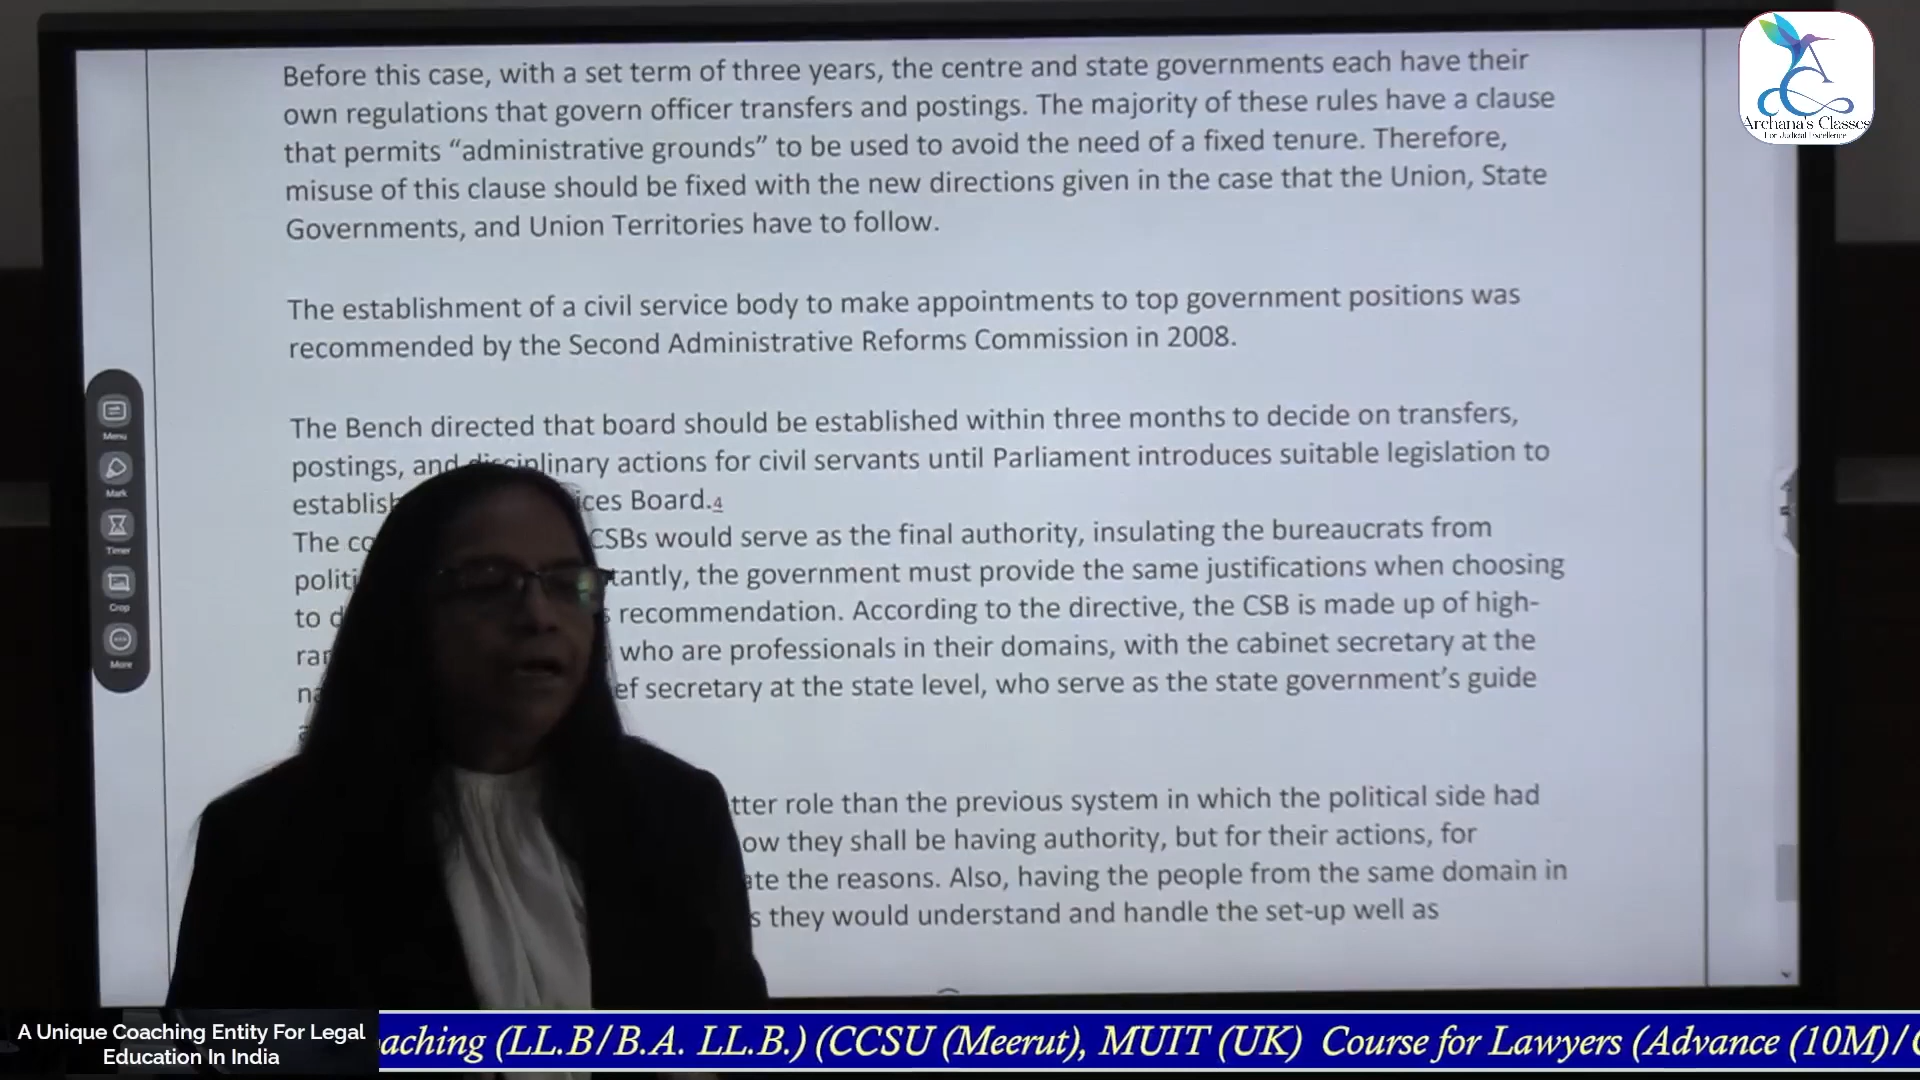 Before this case, with a set term of three years, the centre and state governments each have their
own regulations that govern officer transfers and postings. The majority of these rules have a clause
that permits “administrative grounds” to be used to avoid the need of a fixed tenure. Therefore,
misuse of this clause should be fixed with the new directions given in the case that the Union, State
Governments, and Union Territories have to follow.
The establishment of a civil service body to make appointments to top government positions was
recommended by the Second Administrative Reforms Commission in 2008.
The Bench directed that board should be established within three months to decide on transfers,
postings, and disciplinary actions for civil servants until Parliament introduces suitable legislation to
ices Board.4
The CSBs would serve as the final authority, insulating the bureaucrats from
tantly, the government must provide the same justifications when choosing
to recommendation. According to the directive, the CSB is made up of high-
who are professionals in their domains, with the cabinet secretary at the
ef secretary at the state level, who serve as the state government’s guide
tter role than the previous system in which the political side had
ow they shall be having authority, but for their actions, for
ate the reasons. Also, having the people from the same domain in
s they would understand and handle the set-up well as
Menu
Mark
Timer
Crop
More
Archana's Classes
For Judicial Excellence
A Unique Coaching Entity For Legal
Education In India
aching (LL.B/B.A. LL.B.) (CCSU (Meerut), MUIT (UK) Course for Lawyers (Advance (10M)/